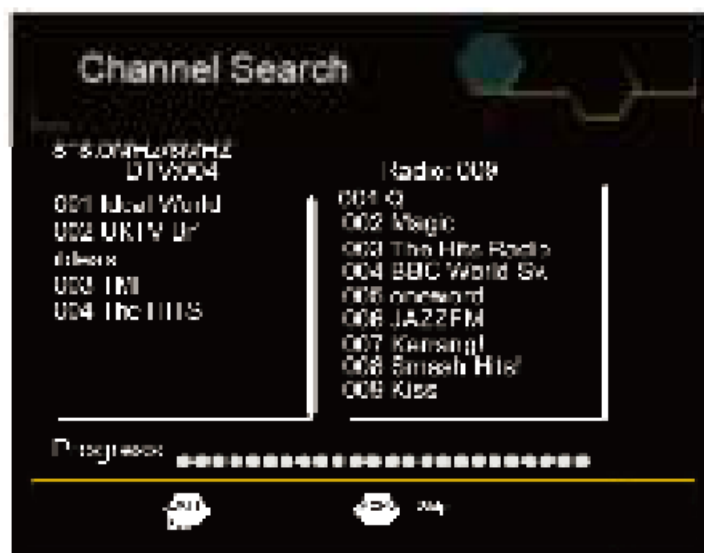 Channel Search
DTV:004
001 Ideal World
002 UKTV Br'
ideas
003 TMF
004 The HITS
Radio: 009
001 Q
002 Magic
003 The Hits Radio
004 BBC World Sv.
005 oneword
006 JAZZFM
007 Kerrang!
008 Smash Hits!
009 Kiss
Progress: